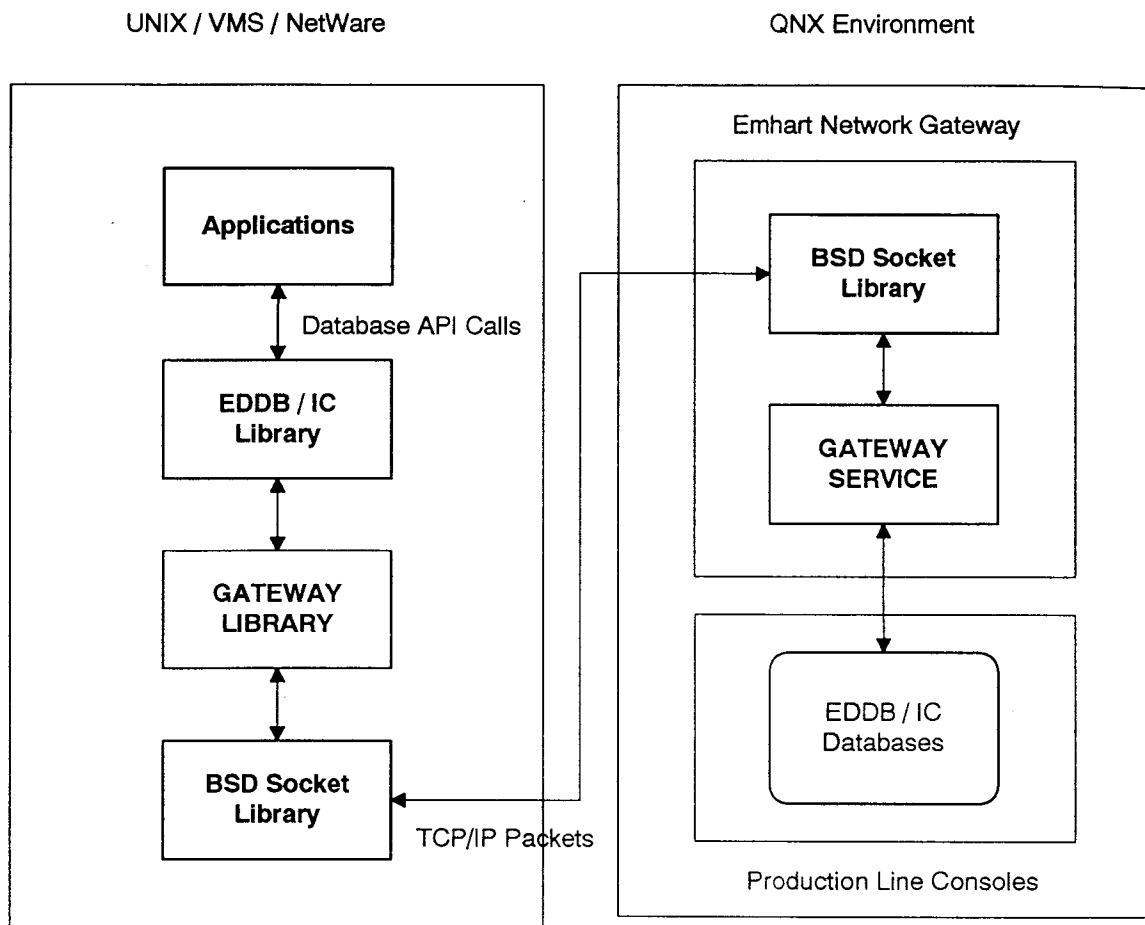 UNIX / VMS / NetWare
QNX Environment
Applications
Database API Calls
EDDB / IC
Library
GATEWAY
LIBRARY
BSD Socket
Library
TCP/IP Packets
Emhart Network Gateway
BSD Socket
Library
GATEWAY
SERVICE
EDDB / IC
Databases
Production Line Consoles